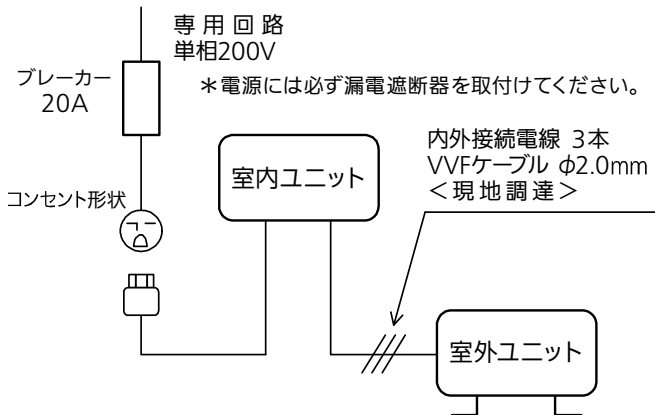 専用回路
単相200V
ブレーカー
20A
＊電源には必ず漏電遮断器を取付けてください。
内外接続電線 3本
VVFケーブル φ2.0mm
＜現地調達＞
室内ユニット
コンセント形状
室外ユニット